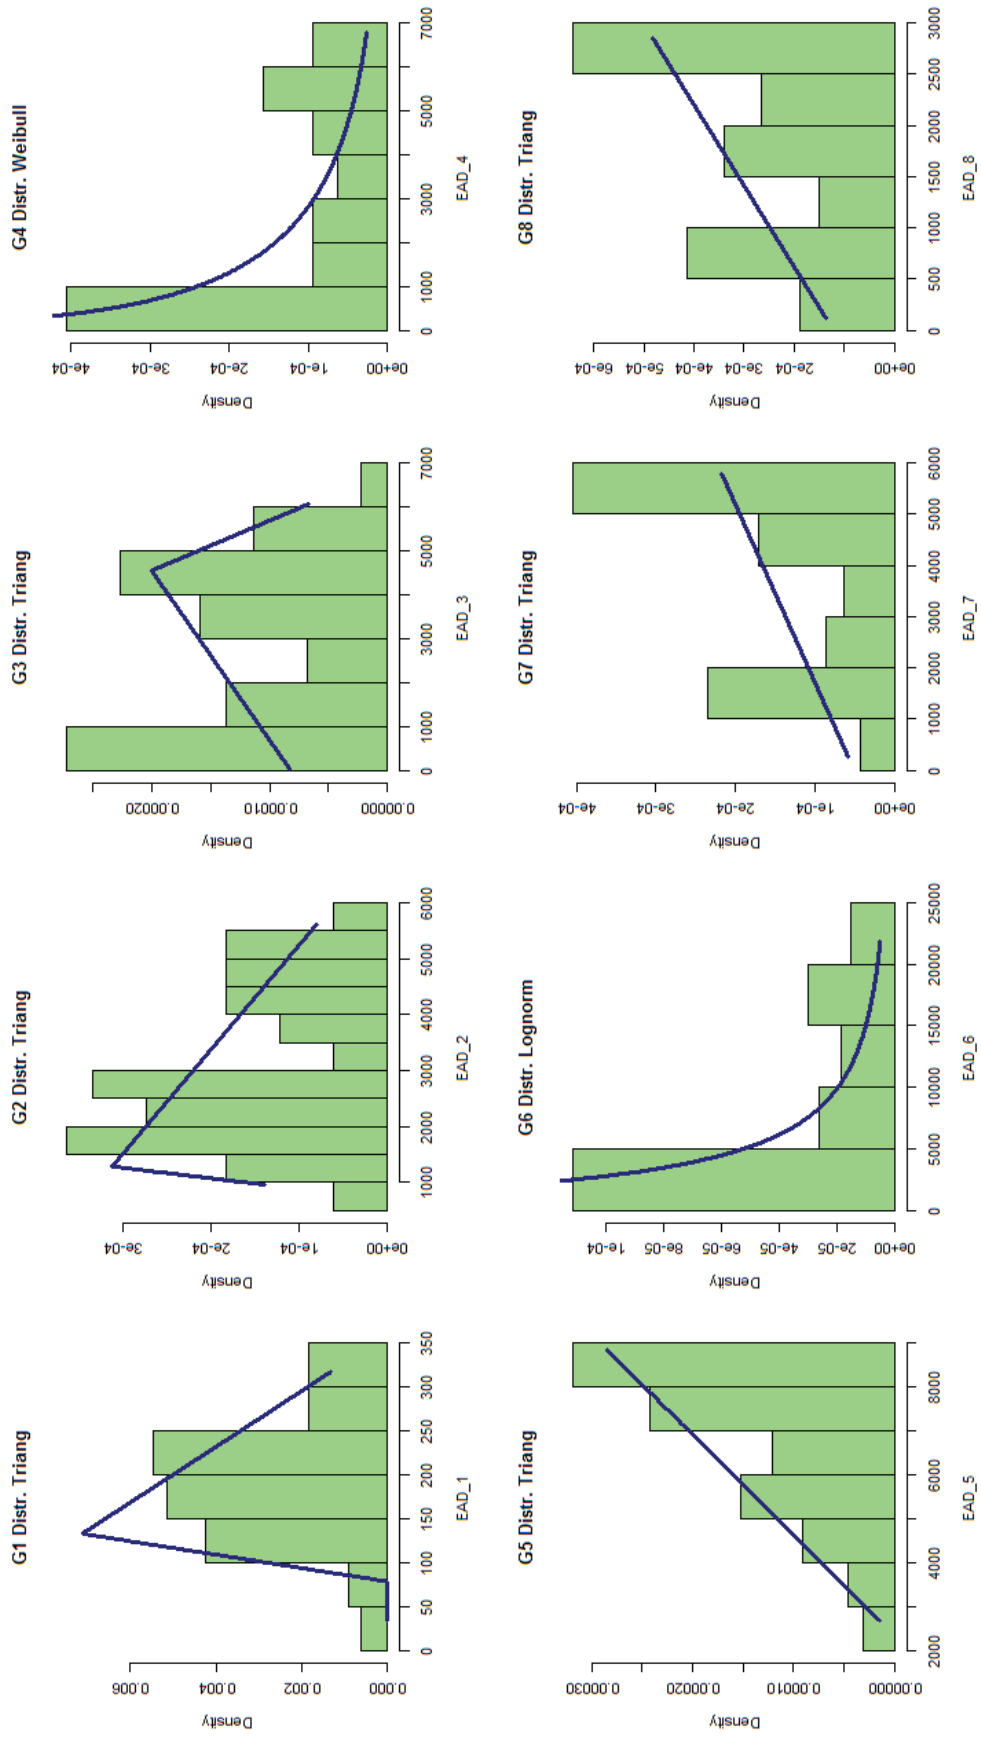 G1 Distr. Triang
Density
0.000 0.002 0.004 0.006
0 50 100 150 200 250 300 350
EAD_1
G2 Distr. Triang
Density
0e+00 1e-04 2e-04 3e-04
1000 2000 3000 4000 5000 6000
EAD_2
G3 Distr. Triang
Density
0.00000 0.00010 0.00020
0 1000 3000 5000 7000
EAD_3
G4 Distr. Weibull
Density
0e+00 1e-04 2e-04 3e-04 4e-04
0 1000 3000 5000 7000
EAD_4
G5 Distr. Triang
Density
0.00000 0.00010 0.00020 0.00030
2000 4000 6000 8000
EAD_5
G6 Distr. Lognorm
Density
0e+00 2e-05 4e-05 6e-05 8e-05 1e-04
0 5000 10000 15000 20000 25000
EAD_6
G7 Distr. Triang
Density
0e+00 1e-04 2e-04 3e-04 4e-04
0 1000 2000 3000 4000 5000 6000
EAD_7
G8 Distr. Triang
Density
0e+00 2e-04 3e-04 4e-04 5e-04 6e-04
0 500 1000 1500 2000 2500 3000
EAD_8